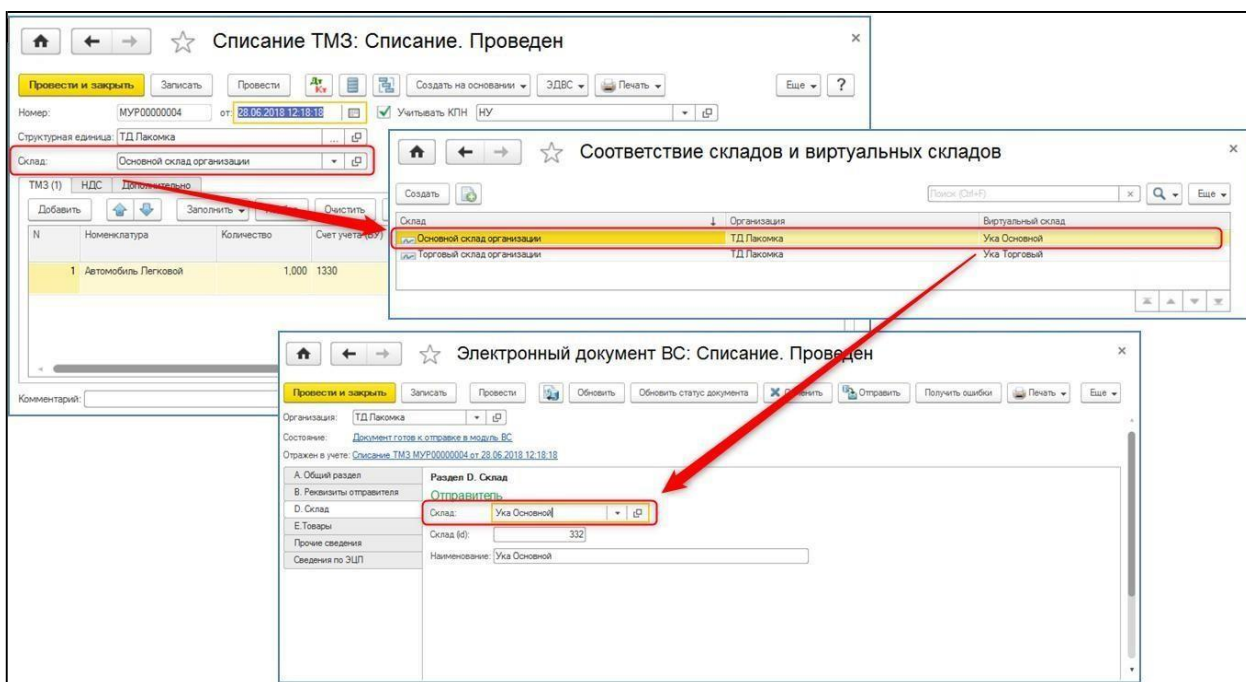 Списание ТМЗ: Списание. Проведен
Провести и закрыть Записать Провести Дт Кт Создать на основании ЭДВС Печать Еще ?
Номер: МУР00000004 от: 28.06.2018 12:18:18 Учитывать КПН НУ
Структурная единица: ТД Лакомка
Склад: Основной склад организации
ТМЗ (1) НДС Дополнительно
Добавить Заполнить Очистить
N Номенклатура Количество Счет учета (БУ)
1 Автомобиль Легковой 1,000 1330
Комментарий:
Соответствие складов и виртуальных складов
Создать Поиск (Ctrl+F) Еще
Склад Организация Виртуальный склад
Основной склад организации ТД Лакомка Ука Основной
Торговый склад организации ТД Лакомка Ука Торговый
Электронный документ ВС: Списание. Проведен
Провести и закрыть Записать Провести Обновить Обновить статус документа Отправить Получить ошибки Печать Еще
Организация: ТД Лакомка
Состояние: Документ готов к отправке в модуль ВС
Отражен в учете: Списание ТМЗ МУР00000004 от 28.06.2018 12:18:18
A. Общий раздел
B. Реквизиты отправителя
D. Склад
E.Товары
Прочие сведения
Сведения по ЭЦП
Раздел D. Склад
Отправитель
Склад: Ука Основной
Склад (id): 332
Наименование: Ука Основной